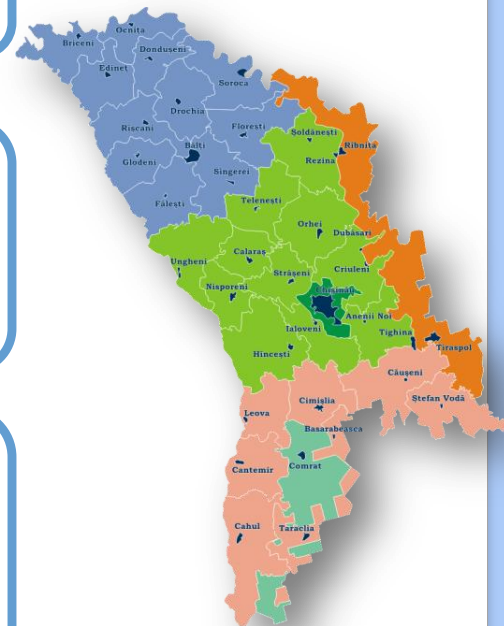 Ocnița
Briceni
Dondușeni
Edineț
Soroca
Drochia
Rîșcani
Florești
Șoldănești
Rîbnița
Bălți
Rezina
Glodeni
Sîngerei
Fălești
Telenești
Orhei
Dubăsari
Călăraș
Ungheni
Criuleni
Strășeni
Nisporeni
Chișinău
Anenii Noi
Ialoveni
Tighina
Tiraspol
Hîncești
Căușeni
Ștefan Vodă
Cimișlia
Leova
Basarabeasca
Comrat
Cantemir
Cahul
Taraclia